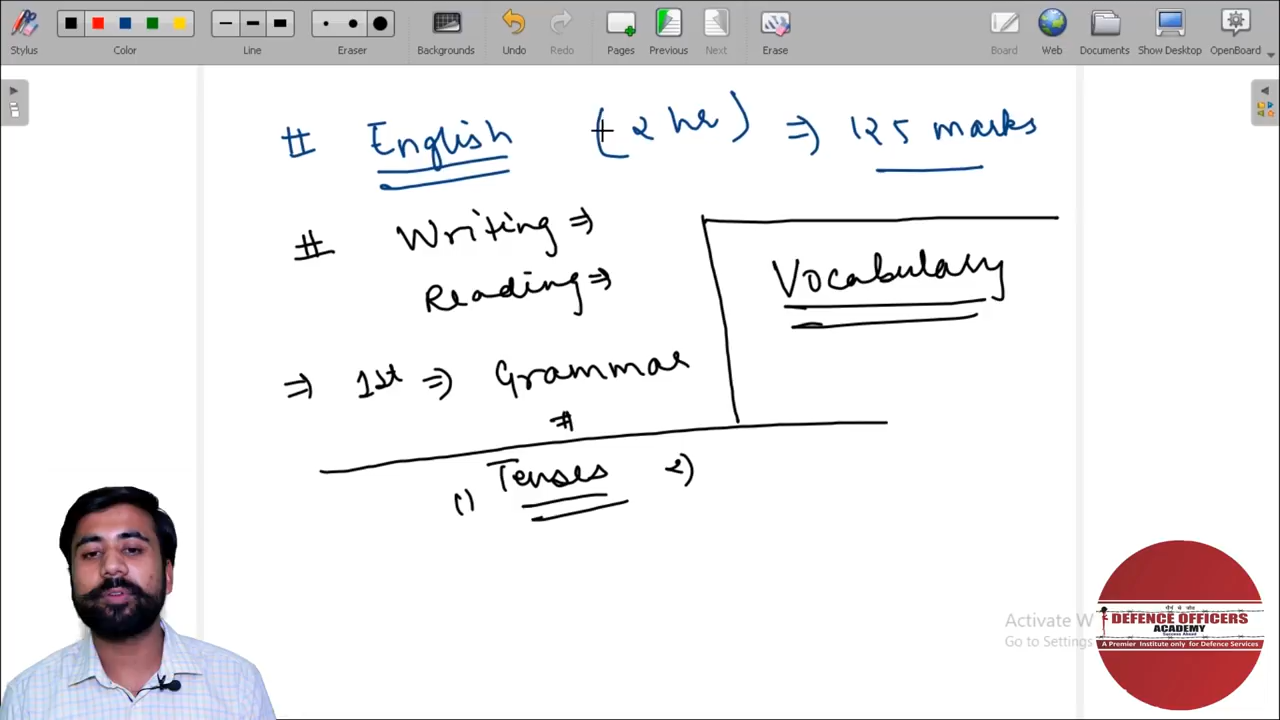 Stylus Color Line Eraser Backgrounds Undo Redo Pages Previous Next Erase Board Web Documents Show Desktop OpenBoard
# English (2 hr) ⇒ 125 marks
# Writing ⇒
Reading ⇒
Vocabulary
⇒ 1st ⇒ Grammar
#
(1) Tenses 2)
Activate W
Go to Settings
DEFENCE OFFICERS
ACADEMY
Success Ahead
A Premier Institute only for Defence Services